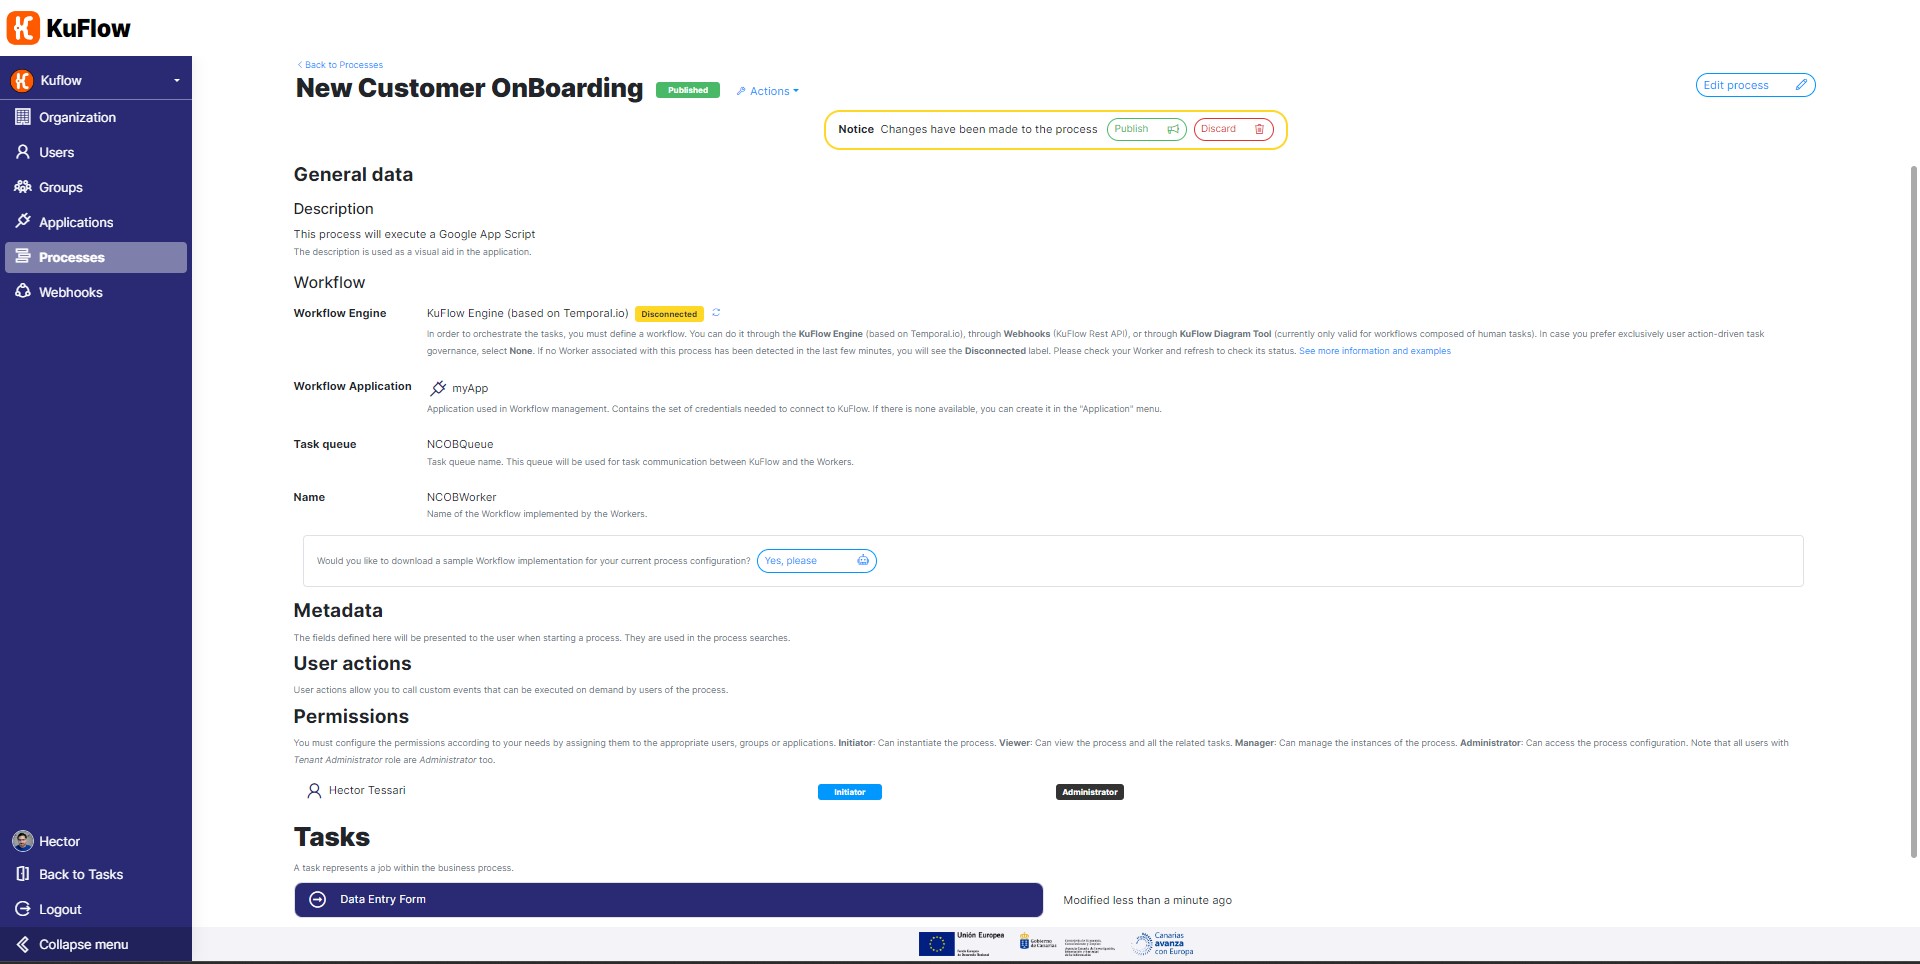 KuFlow
Kuflow
Organization
Users
Groups
Applications
Processes
Webhooks
Hector
Back to Tasks
Logout
Collapse menu
Back to Processes
New Customer OnBoarding Published Actions
Edit process
Notice Changes have been made to the process Publish Discard
General data
Description
This process will execute a Google App Script
The description is used as a visual aid in the application.
Workflow
Workflow Engine KuFlow Engine (based on Temporal.io) Disconnected
In order to orchestrate the tasks, you must define a workflow. You can do it through the KuFlow Engine (based on Temporal.io), through Webhooks (KuFlow Rest API), or through KuFlow Diagram Tool (currently only valid for workflows composed of human tasks). In case you prefer exclusively user action-driven task
governance, select None. If no Worker associated with this process has been detected in the last few minutes, you will see the Disconnected label. Please check your Worker and refresh to check its status. See more information and examples
Workflow Application myApp
Application used in Workflow management. Contains the set of credentials needed to connect to KuFlow. If there is none available, you can create it in the "Application" menu.
Task queue NCOBQueue
Task queue name. This queue will be used for task communication between KuFlow and the Workers.
Name NCOBWorker
Name of the Workflow implemented by the Workers.
Would you like to download a sample Workflow implementation for your current process configuration? Yes, please
Metadata
The fields defined here will be presented to the user when starting a process. They are used in the process searches.
User actions
User actions allow you to call custom events that can be executed on demand by users of the process.
Permissions
You must configure the permissions according to your needs by assigning them to the appropriate users, groups or applications. Initiator: Can instantiate the process. Viewer: Can view the process and all the related tasks. Manager: Can manage the instances of the process. Administrator: Can access the process configuration. Note that all users with
Tenant Administrator role are Administrator too.
Hector Tessari Initiator Administrator
Tasks
A task represents a job within the business process.
Data Entry Form Modified less than a minute ago
Unión Europea
Gobierno
de Canarias
Canarias
avanza
con Europa